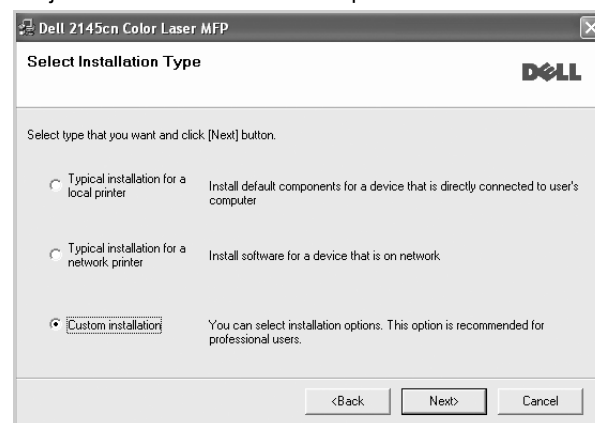 Dell 2145cn Color Laser MFP
Select Installation Type
DELL
Select type that you want and click [Next] button.
Typical installation for a
local printer
Install default components for a device that is directly connected to user's
computer
Typical installation for a
network printer
Install software for a device that is on network
Custom installation
You can select installation options. This option is recommended for
professional users.
<Back
Next>
Cancel